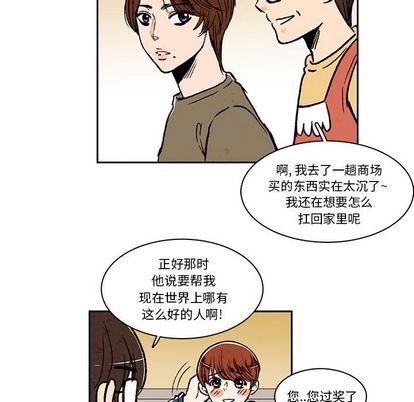 啊, 我去了一趟商场
买的东西实在太沉了~
我还在想要怎么
扛回家里呢
正好那时
他说要帮我
现在世界上哪有
这么好的人啊!
您..您过奖了